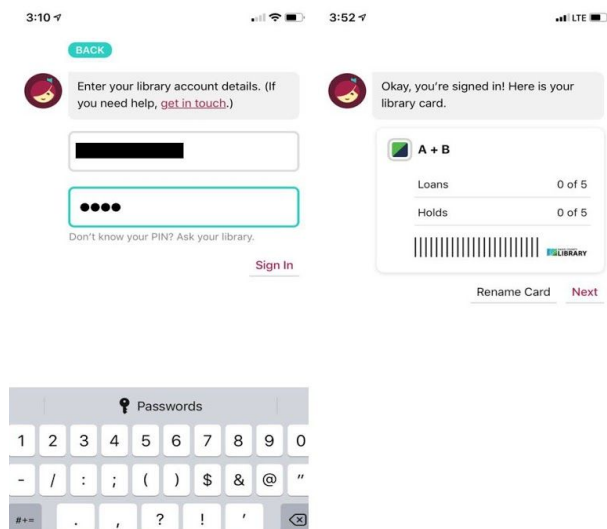 3:10
BACK
Enter your library account details. (If
you need help, get in touch.)
Don't know your PIN? Ask your library.
Sign In
Passwords
1 2 3 4 5 6 7 8 9 0
- / : ; ( ) $ & @ "
#+= . , ? ! '
3:52 LTE
Okay, you're signed in! Here is your
library card.
A + B
Loans 0 of 5
Holds 0 of 5
LIBRARY
Rename Card Next